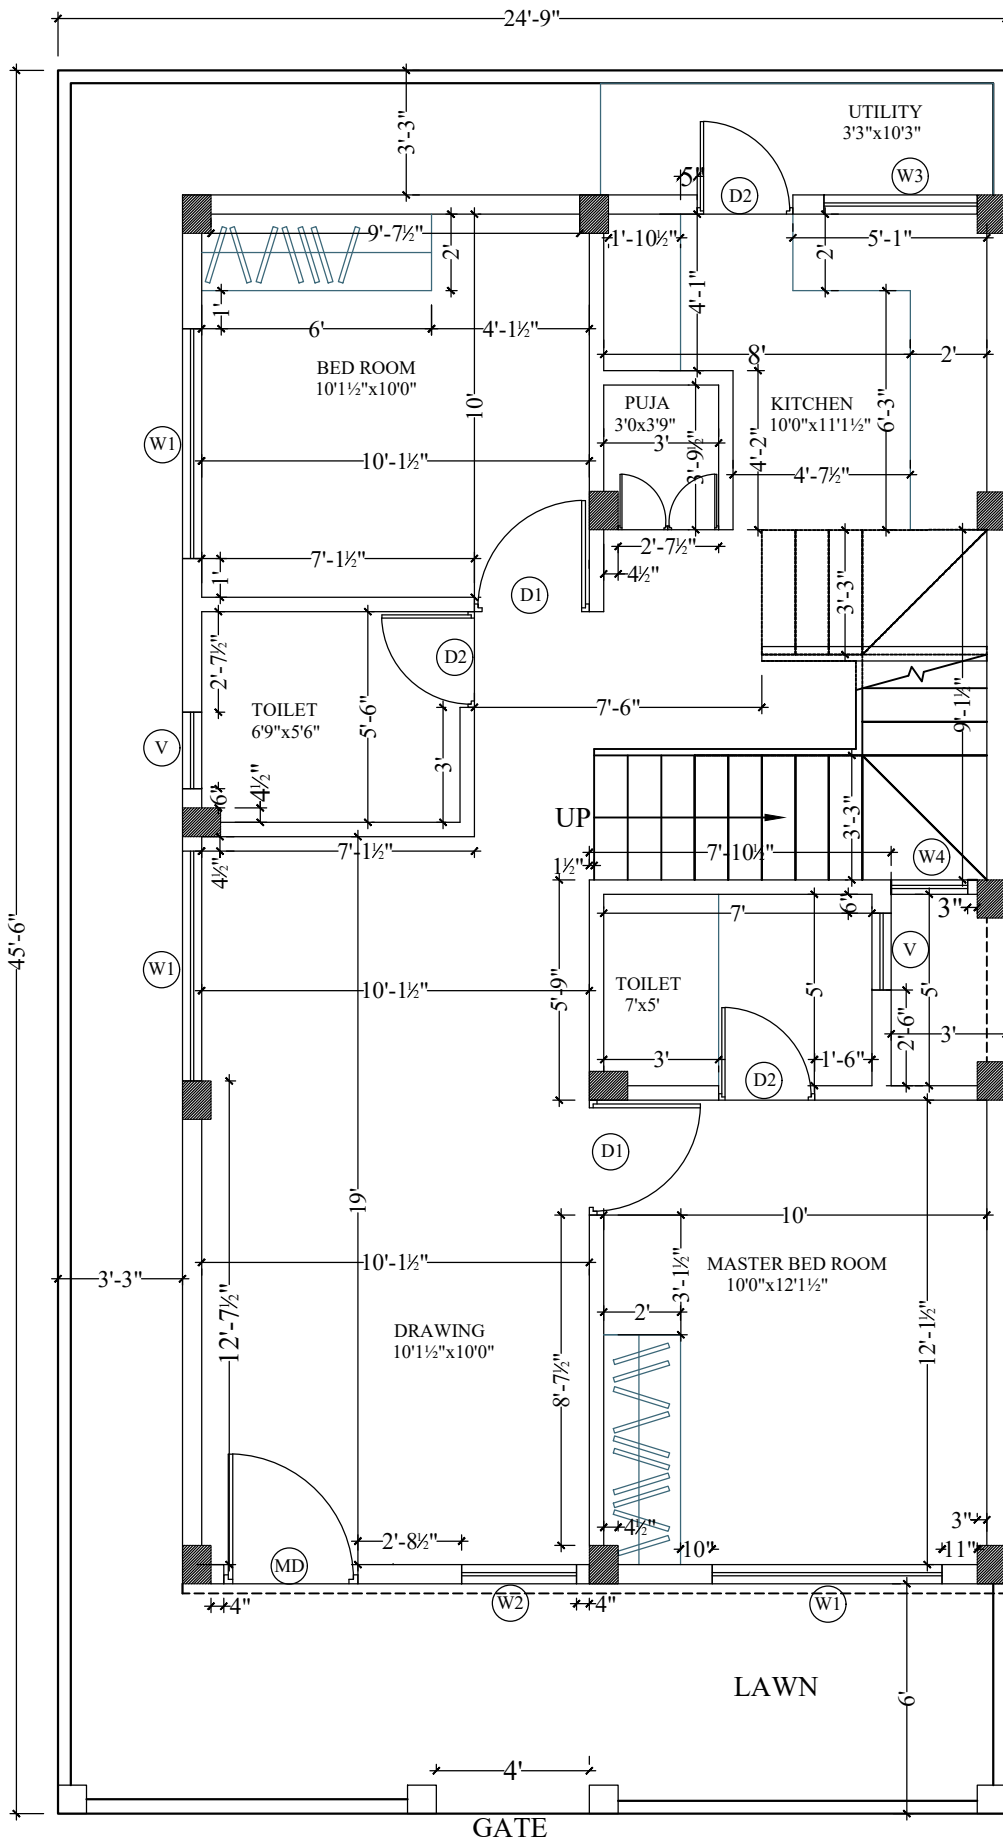 24'-9"
UTILITY
3'3"x10'3"
3'-3"
W3
5"
D2
9'-7½"
1'-10½"
5'-1"
2'
2'
1'
4'-1"
6'
4'-1½"
8'
2'
BED ROOM
10'1½"x10'0"
10'
PUJA
3'0x3'9"
KITCHEN
10'0"x11'1½"
6'-3"
W1
3'
3'-9½"
4'-2"
10'-1½"
4'-7½"
7'-1½"
2'-7½"
1'
4½"
D1
3'-3"
D2
2'-7½"
TOILET
6'9"x5'6"
5'-6"
7'-6"
9'-1½"
V
3'
6"
4½"
UP
3'-3"
7'-1½"
4½"
7'-10½"
1½"
W4
6"
3"
7'
45'-6"
W1
V
10'-1½"
5'-9"
TOILET
7'x5'
5'
5'
2'-6"
3'
3'
1'-6"
D2
D1
19'
10'
10'-1½"
MASTER BED ROOM
10'0"x12'1½"
3'-3"
3'-1½"
2'
12'-7½"
DRAWING
10'1½"x10'0"
12'-1½"
8'-7½"
3"
4½"
2'-8½"
10"
11"
MD
4"
W2
4"
W1
LAWN
6'
4'
GATE